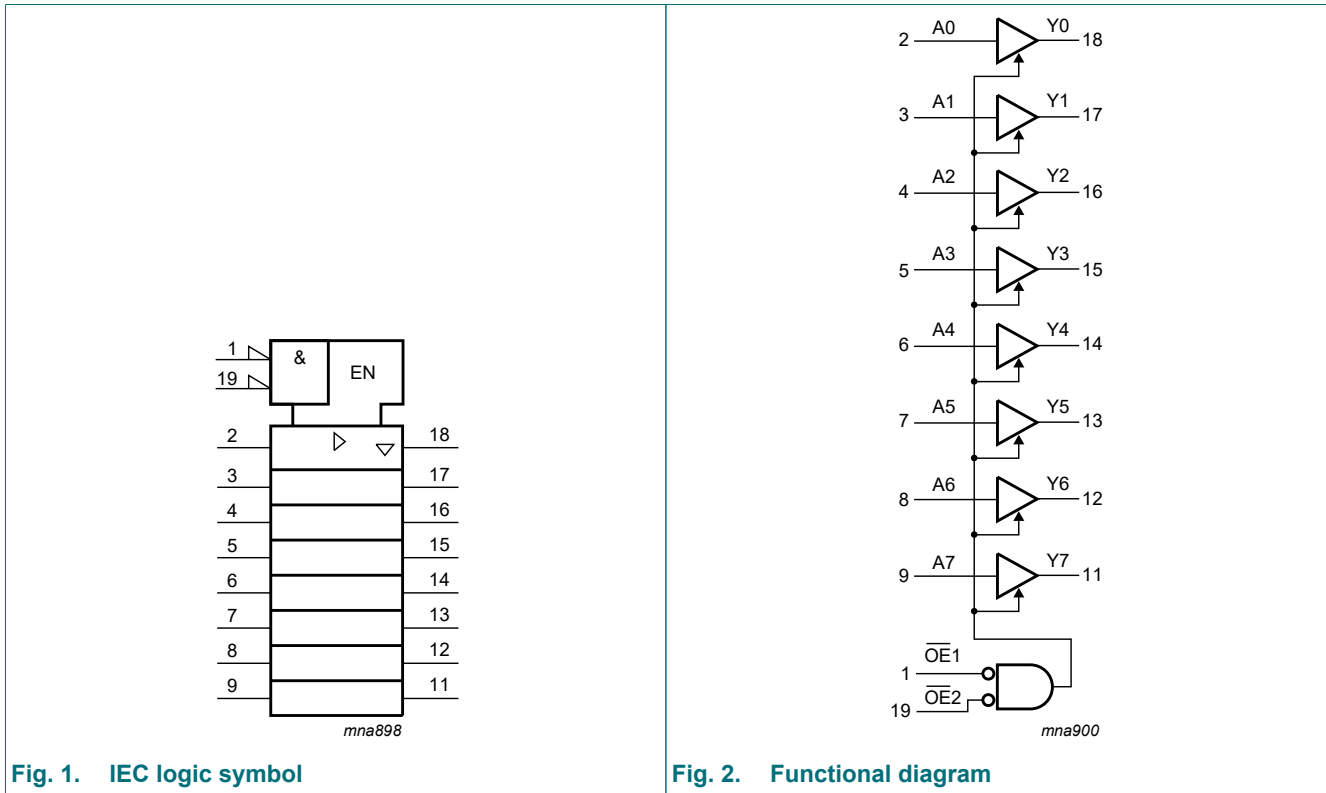 1
&
EN
19
2
18
3
17
4
16
5
15
6
14
7
13
8
12
9
11
mna898
Fig. 1. IEC logic symbol
2 A0 Y0 18
3 A1 Y1 17
4 A2 Y2 16
5 A3 Y3 15
6 A4 Y4 14
7 A5 Y5 13
8 A6 Y6 12
9 A7 Y7 11
1 O̅E̅1
19 O̅E̅2
mna900
Fig. 2. Functional diagram